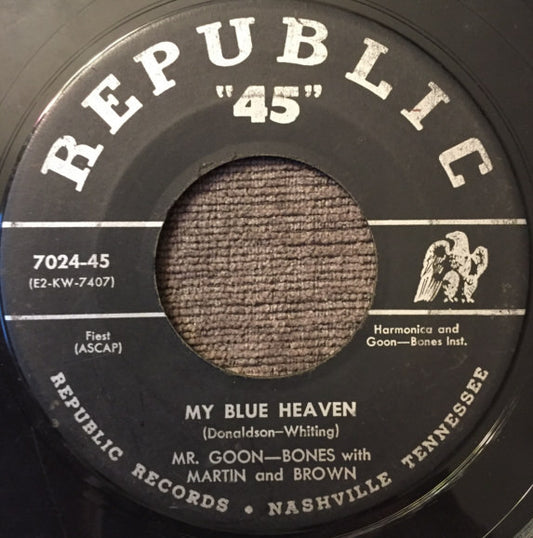 REPUBLIC
"45"
7024-45
(E2-KW-7407)
Fiest
(ASCAP)
Harmonica and
Goon—Bones Inst.
MY BLUE HEAVEN
(Donaldson—Whiting)
MR. GOON—BONES with
MARTIN and BROWN
REPUBLIC RECORDS • NASHVILLE TENNESSEE